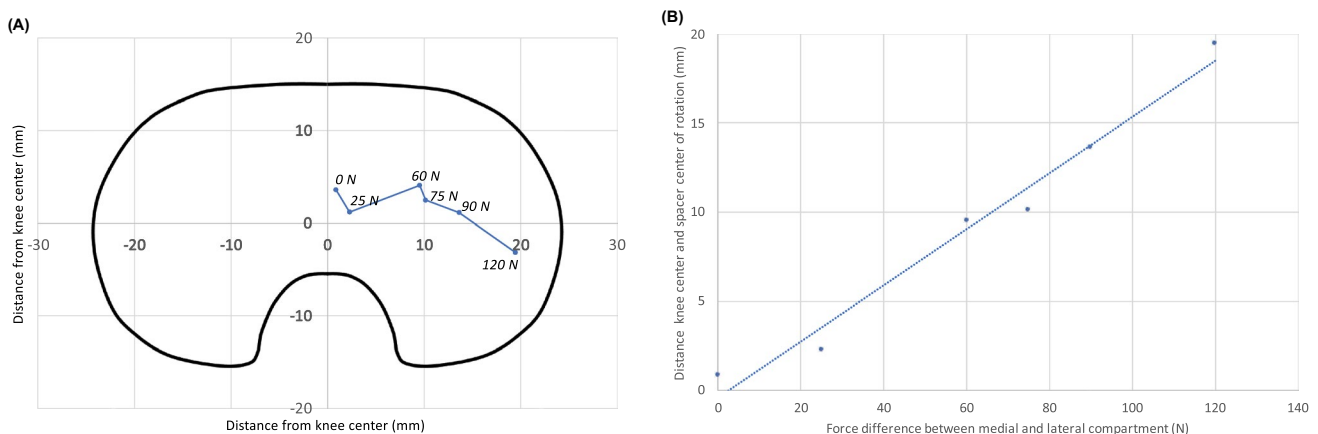 (A)
20
10
0
-10
-20
-30
-20
-10
0
10
20
30
0 N
25 N
60 N
75 N
90 N
120 N
Distance from knee center (mm)
Distance from knee center (mm)
(B)
20
15
10
5
0
0
20
40
60
80
100
120
140
Distance knee center and spacer center of rotation (mm)
Force difference between medial and lateral compartment (N)